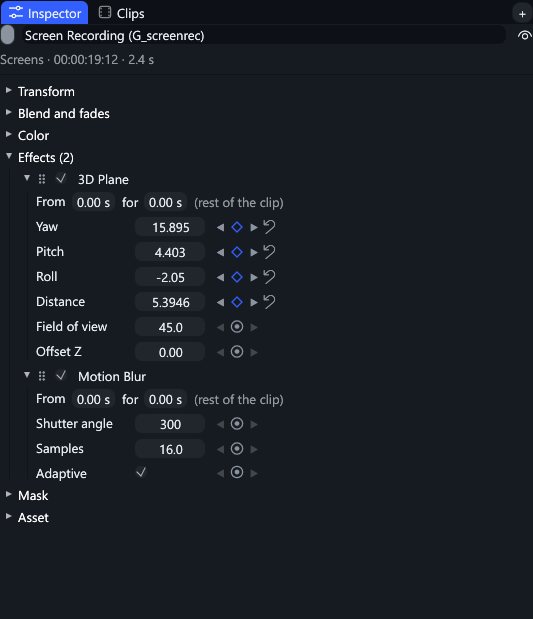 Inspector Clips
Screen Recording (G_screenrec)
Screens · 00:00:19:12 · 2.4 s
Transform
Blend and fades
Color
Effects (2)
3D Plane
From 0.00 s for 0.00 s (rest of the clip)
Yaw 15.895
Pitch 4.403
Roll -2.05
Distance 5.3946
Field of view 45.0
Offset Z 0.00
Motion Blur
From 0.00 s for 0.00 s (rest of the clip)
Shutter angle 300
Samples 16.0
Adaptive
Mask
Asset